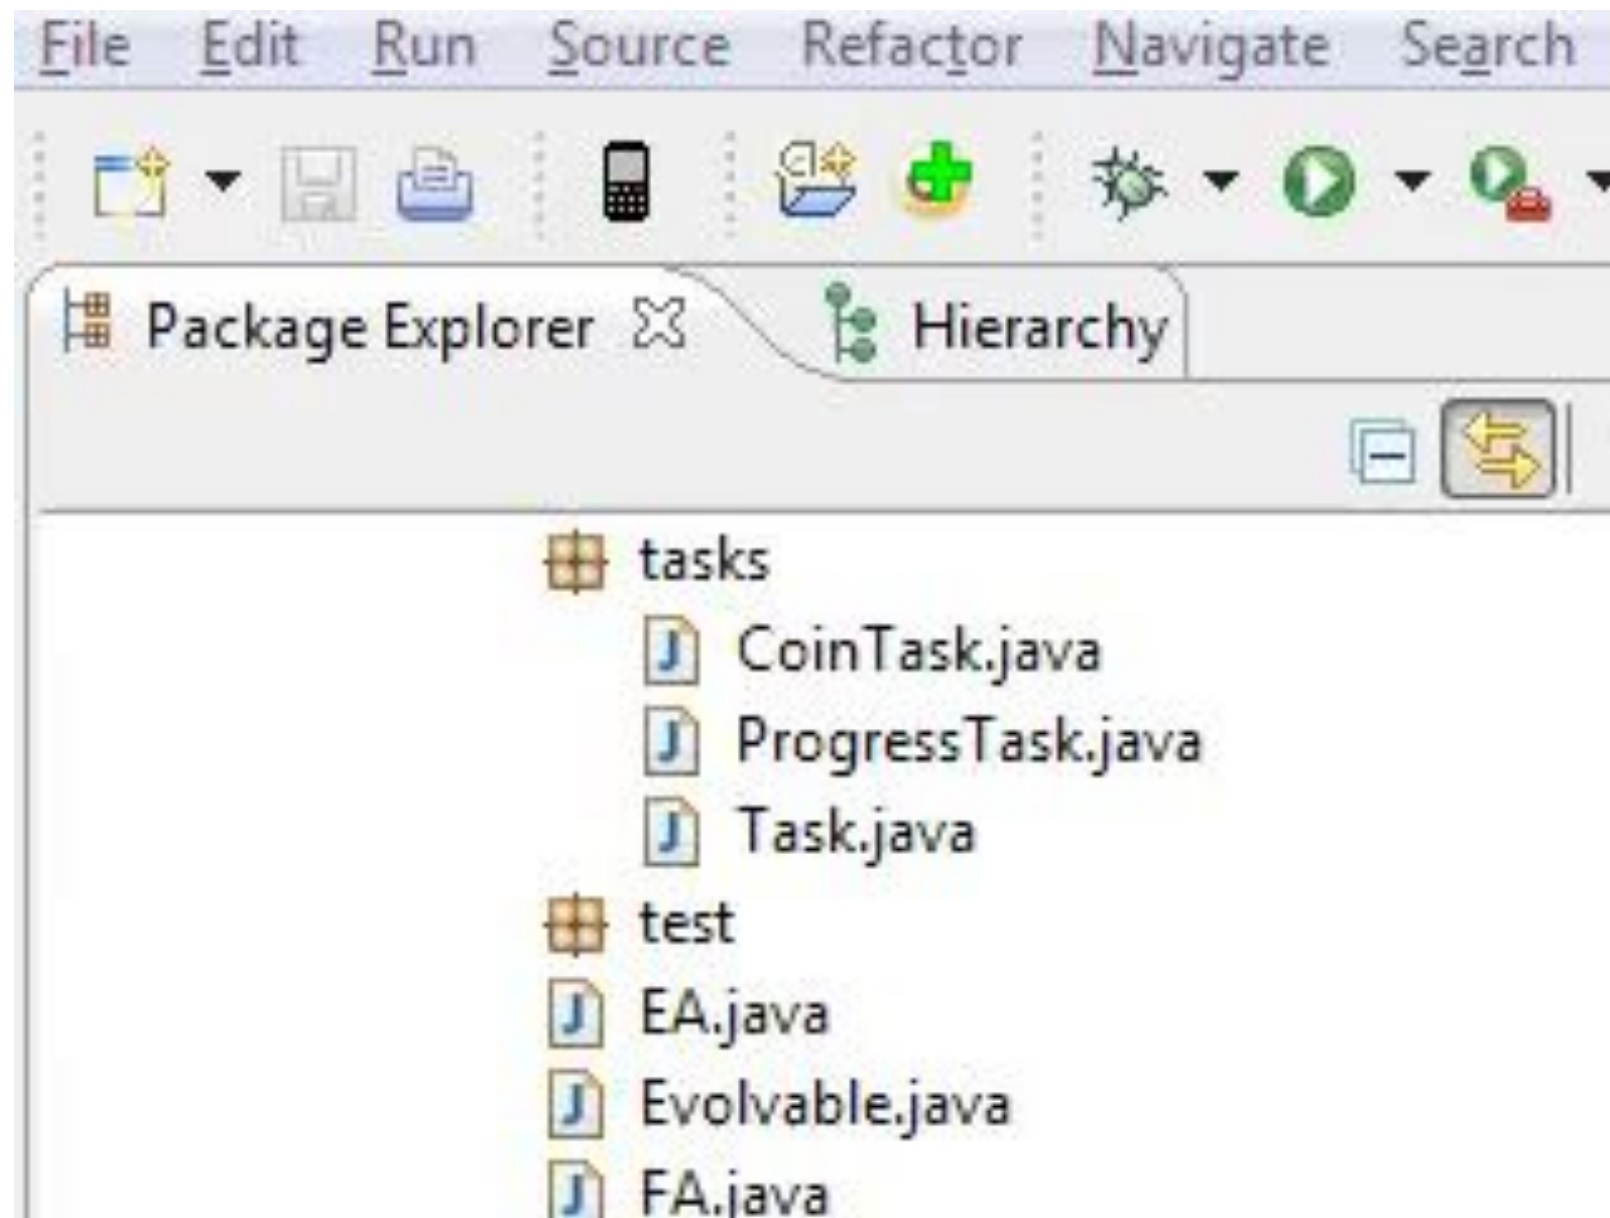 File Edit Run Source Refactor Navigate Search
Package Explorer Hierarchy
tasks
CoinTask.java
ProgressTask.java
Task.java
test
EA.java
Evolvable.java
FA.java